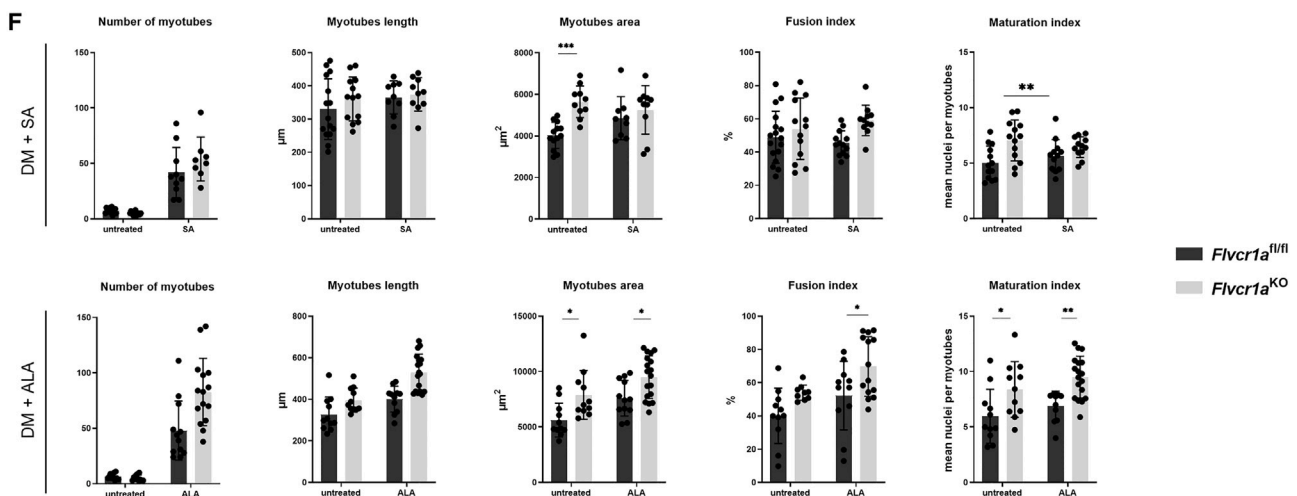 F
Number of myotubes
Myotubes length
Myotubes area
Fusion index
Maturation index
DM + SA
150
100
50
0
untreated
SA
µm
500
400
300
200
100
0
untreated
SA
µm²
8000
6000
4000
2000
0
***
untreated
SA
%
100
80
60
40
20
0
untreated
SA
mean nuclei per myotubes
15
10
5
0
**
untreated
SA
Flvcr1a fl/fl
Flvcr1a KO
Number of myotubes
Myotubes length
Myotubes area
Fusion index
Maturation index
DM + ALA
150
100
50
0
untreated
ALA
µm
800
600
400
200
0
untreated
ALA
µm²
15000
10000
5000
0
*
*
untreated
ALA
%
100
80
60
40
20
0
*
untreated
ALA
mean nuclei per myotubes
15
10
5
0
*
**
untreated
ALA